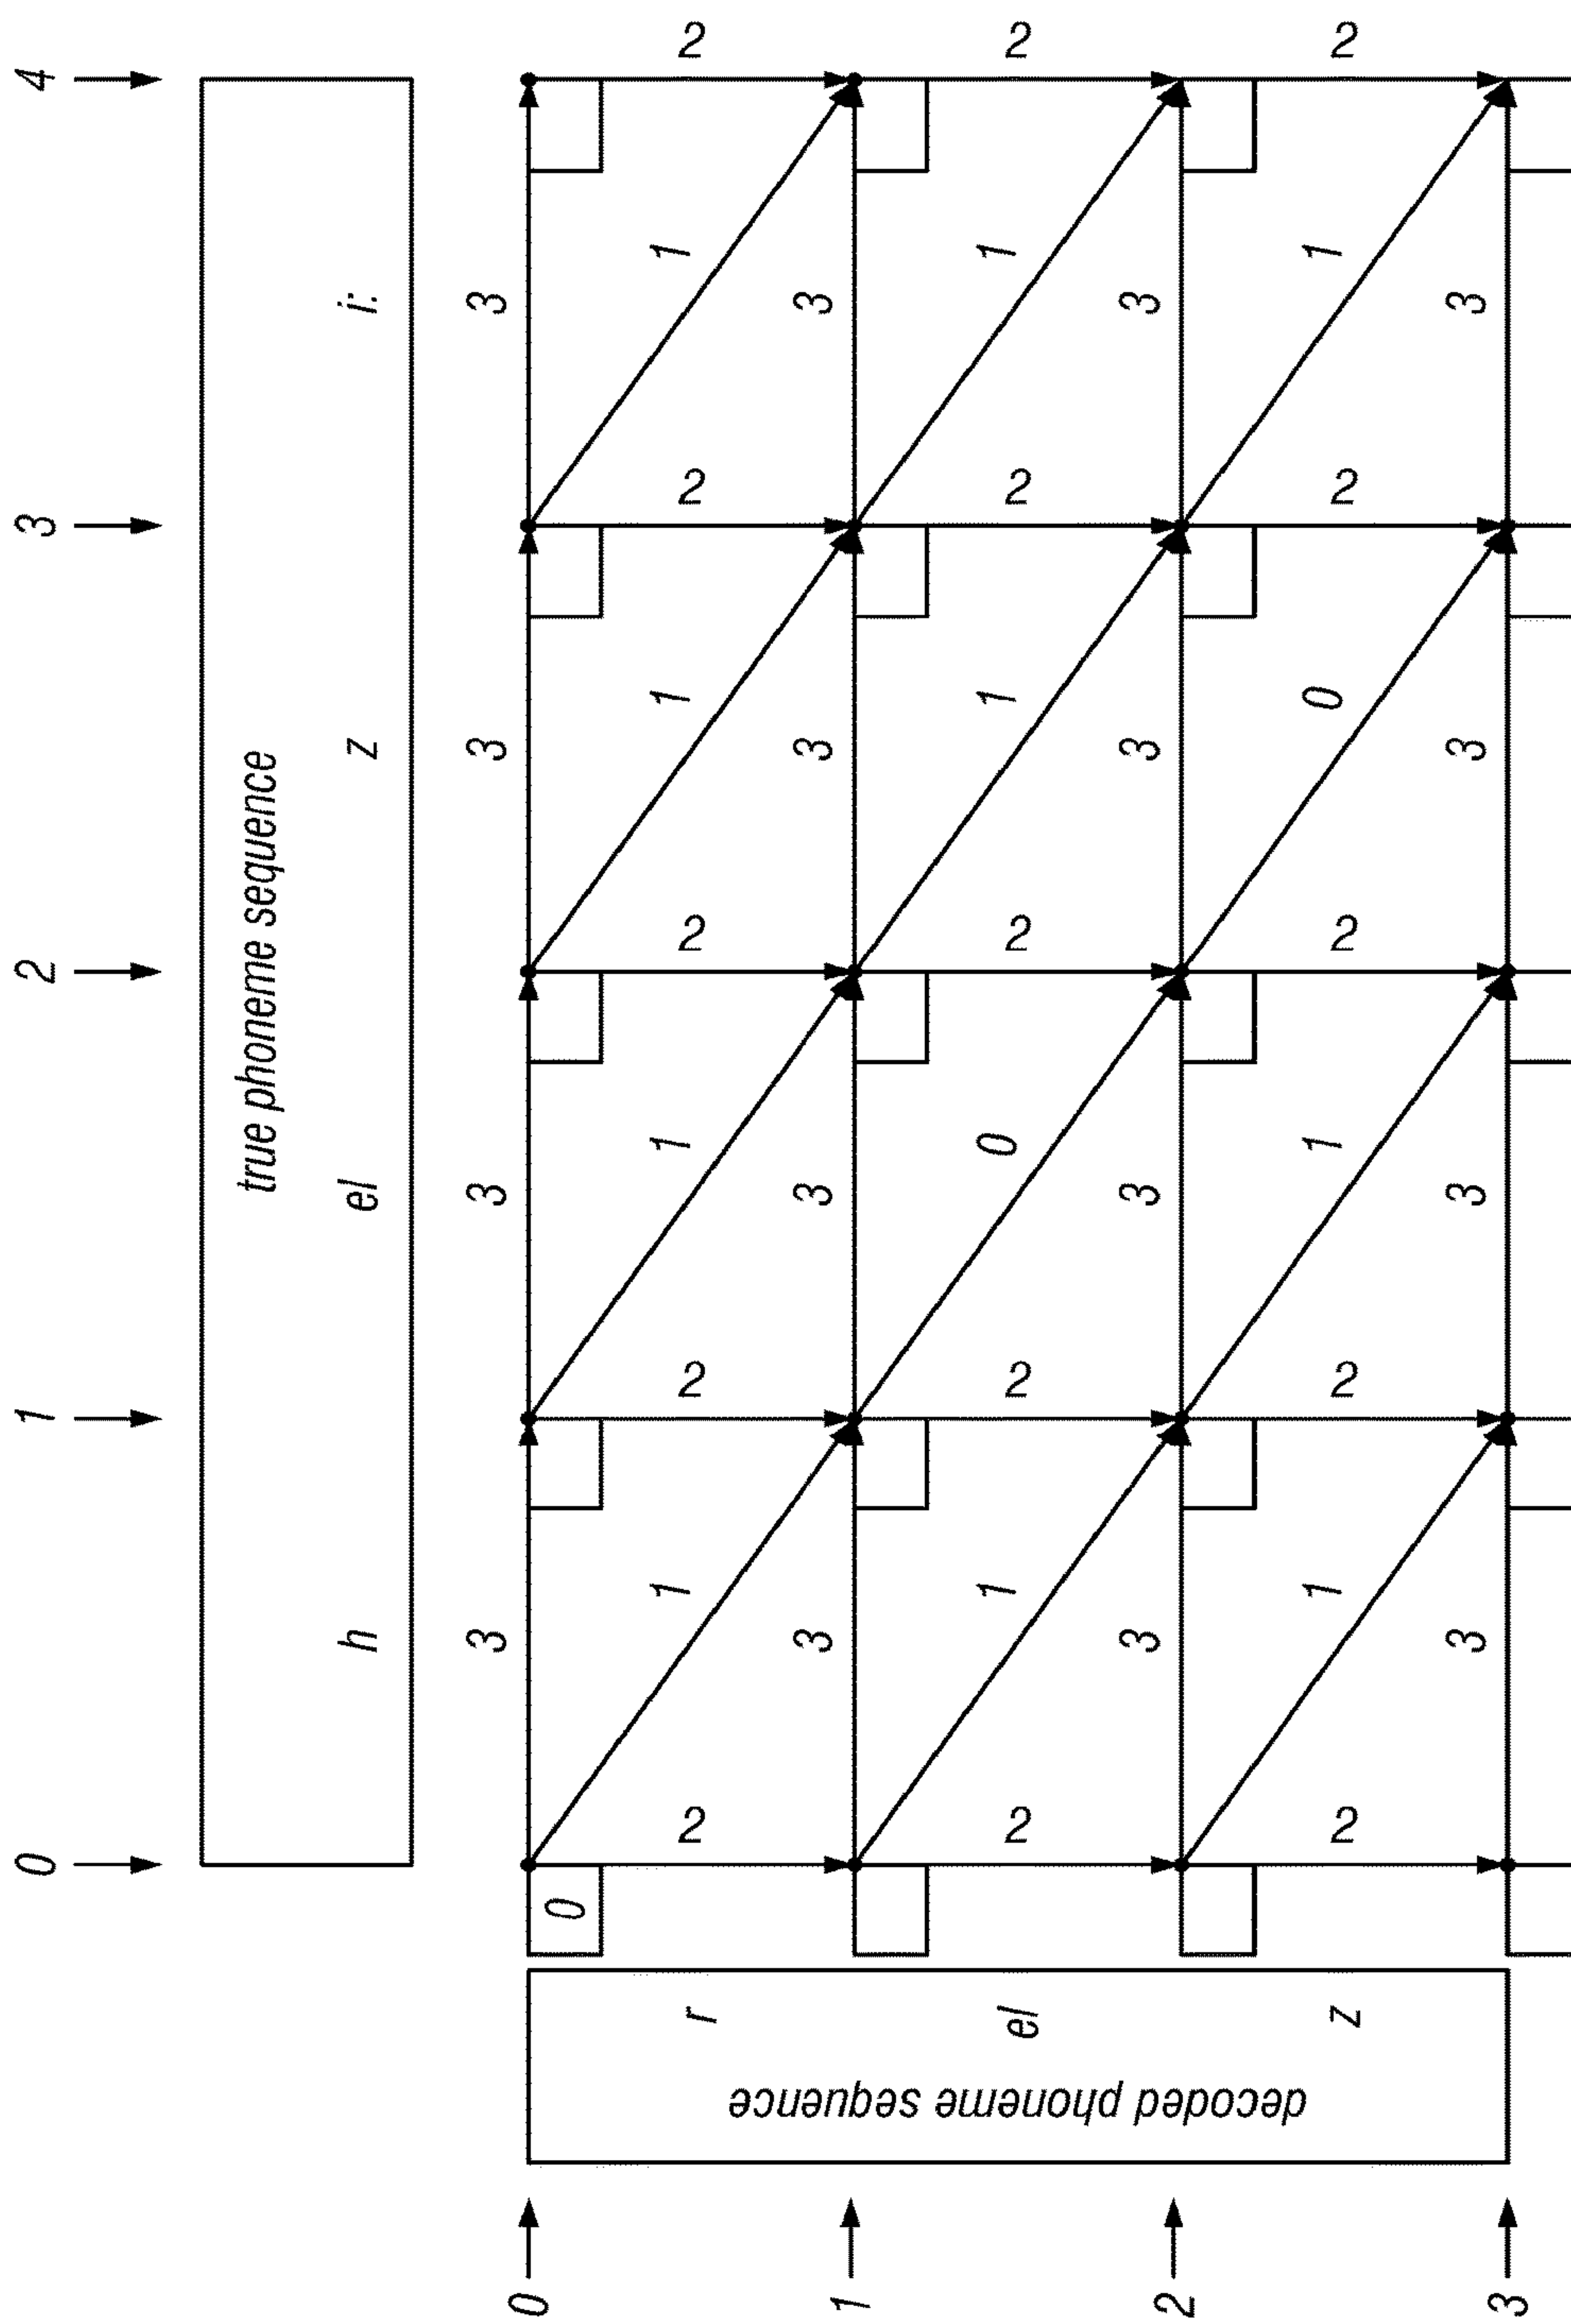 0 1 2 3 4
true phoneme sequence
h eI z i:
3 3 3 3
0
0
1 1 1 1
r 2 2 2 2 2
3 3 3 3
1
1 0 1 1
decoded phoneme sequence
eI 2 2 2 2 2
3 3 3 3
2
1 1 0 1
z 2 2 2 2 2
3 3 3 3
3